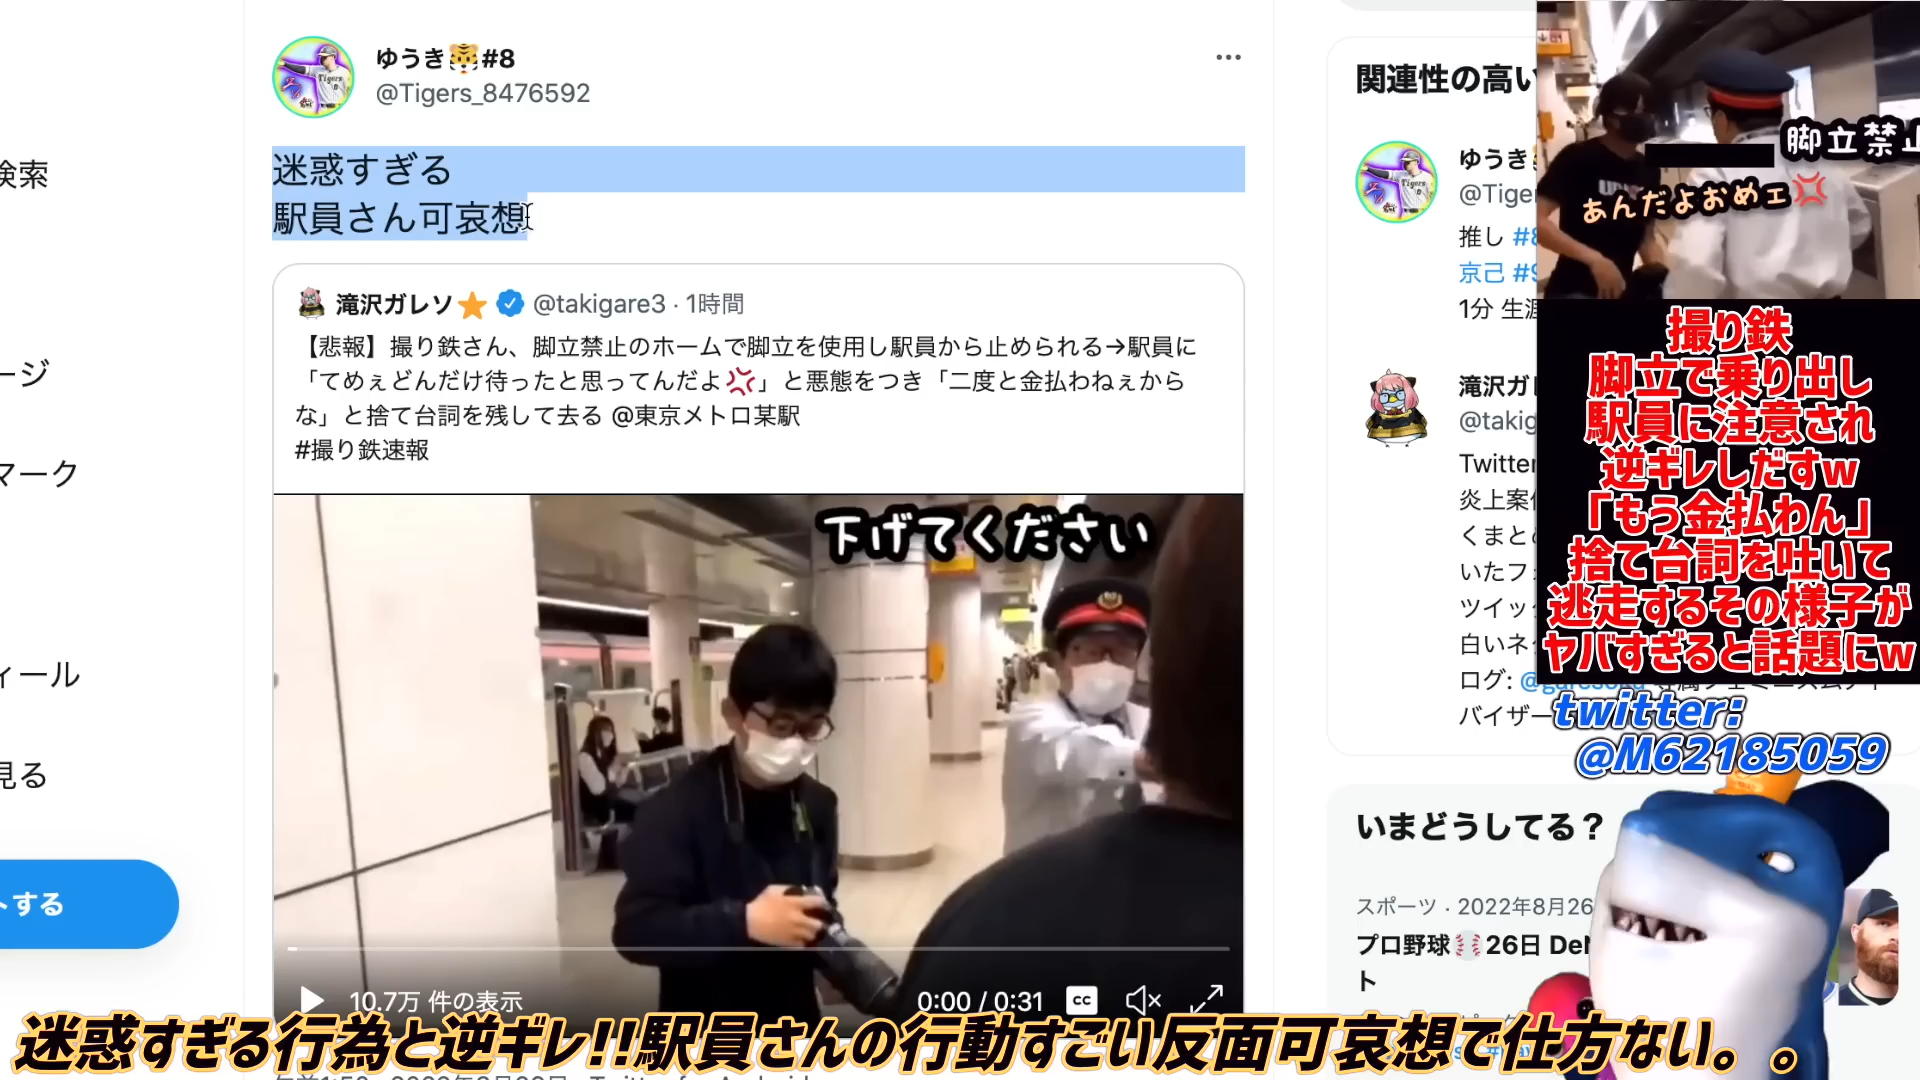 ゆうき🐯#8
@Tigers_8476592
迷惑すぎる
駅員さん可哀想
滝沢ガレソ⭐ @takigare3 · 1時間
【悲報】撮り鉄さん、脚立禁止のホームで脚立を使用し駅員から止められる→駅員に
「てめぇどんだけ待ったと思ってんだよ💢」と悪態をつき「二度と金払わねぇから
な」と捨て台詞を残して去る @東京メトロ某駅
#撮り鉄速報
下げてください
10.7万 件の表示
0:00 / 0:31
CC
検索
ージ
マーク
ィール
見る
トする
関連性の高い
ゆうき
@Tige
推し #8
京己 #9
1分 生涯
滝沢ガ
@takig
Twitter
炎上案件
くまと
いたフ
ツイッ
白いネ
ログ: @garesoku
バイザー
いまどうしてる？
スポーツ · 2022年8月26
プロ野球⚾26日 DeN
ト
脚立禁止
あんだよおめェ💢
撮り鉄
脚立で乗り出し
駅員に注意され
逆ギレしだすw
「もう金払わん」
捨て台詞を吐いて
逃走するその様子が
ヤバすぎると話題にw
twitter:
@M62185059
迷惑すぎる行為と逆ギレ!!駅員さんの行動すごい反面可哀想で仕方ない。。